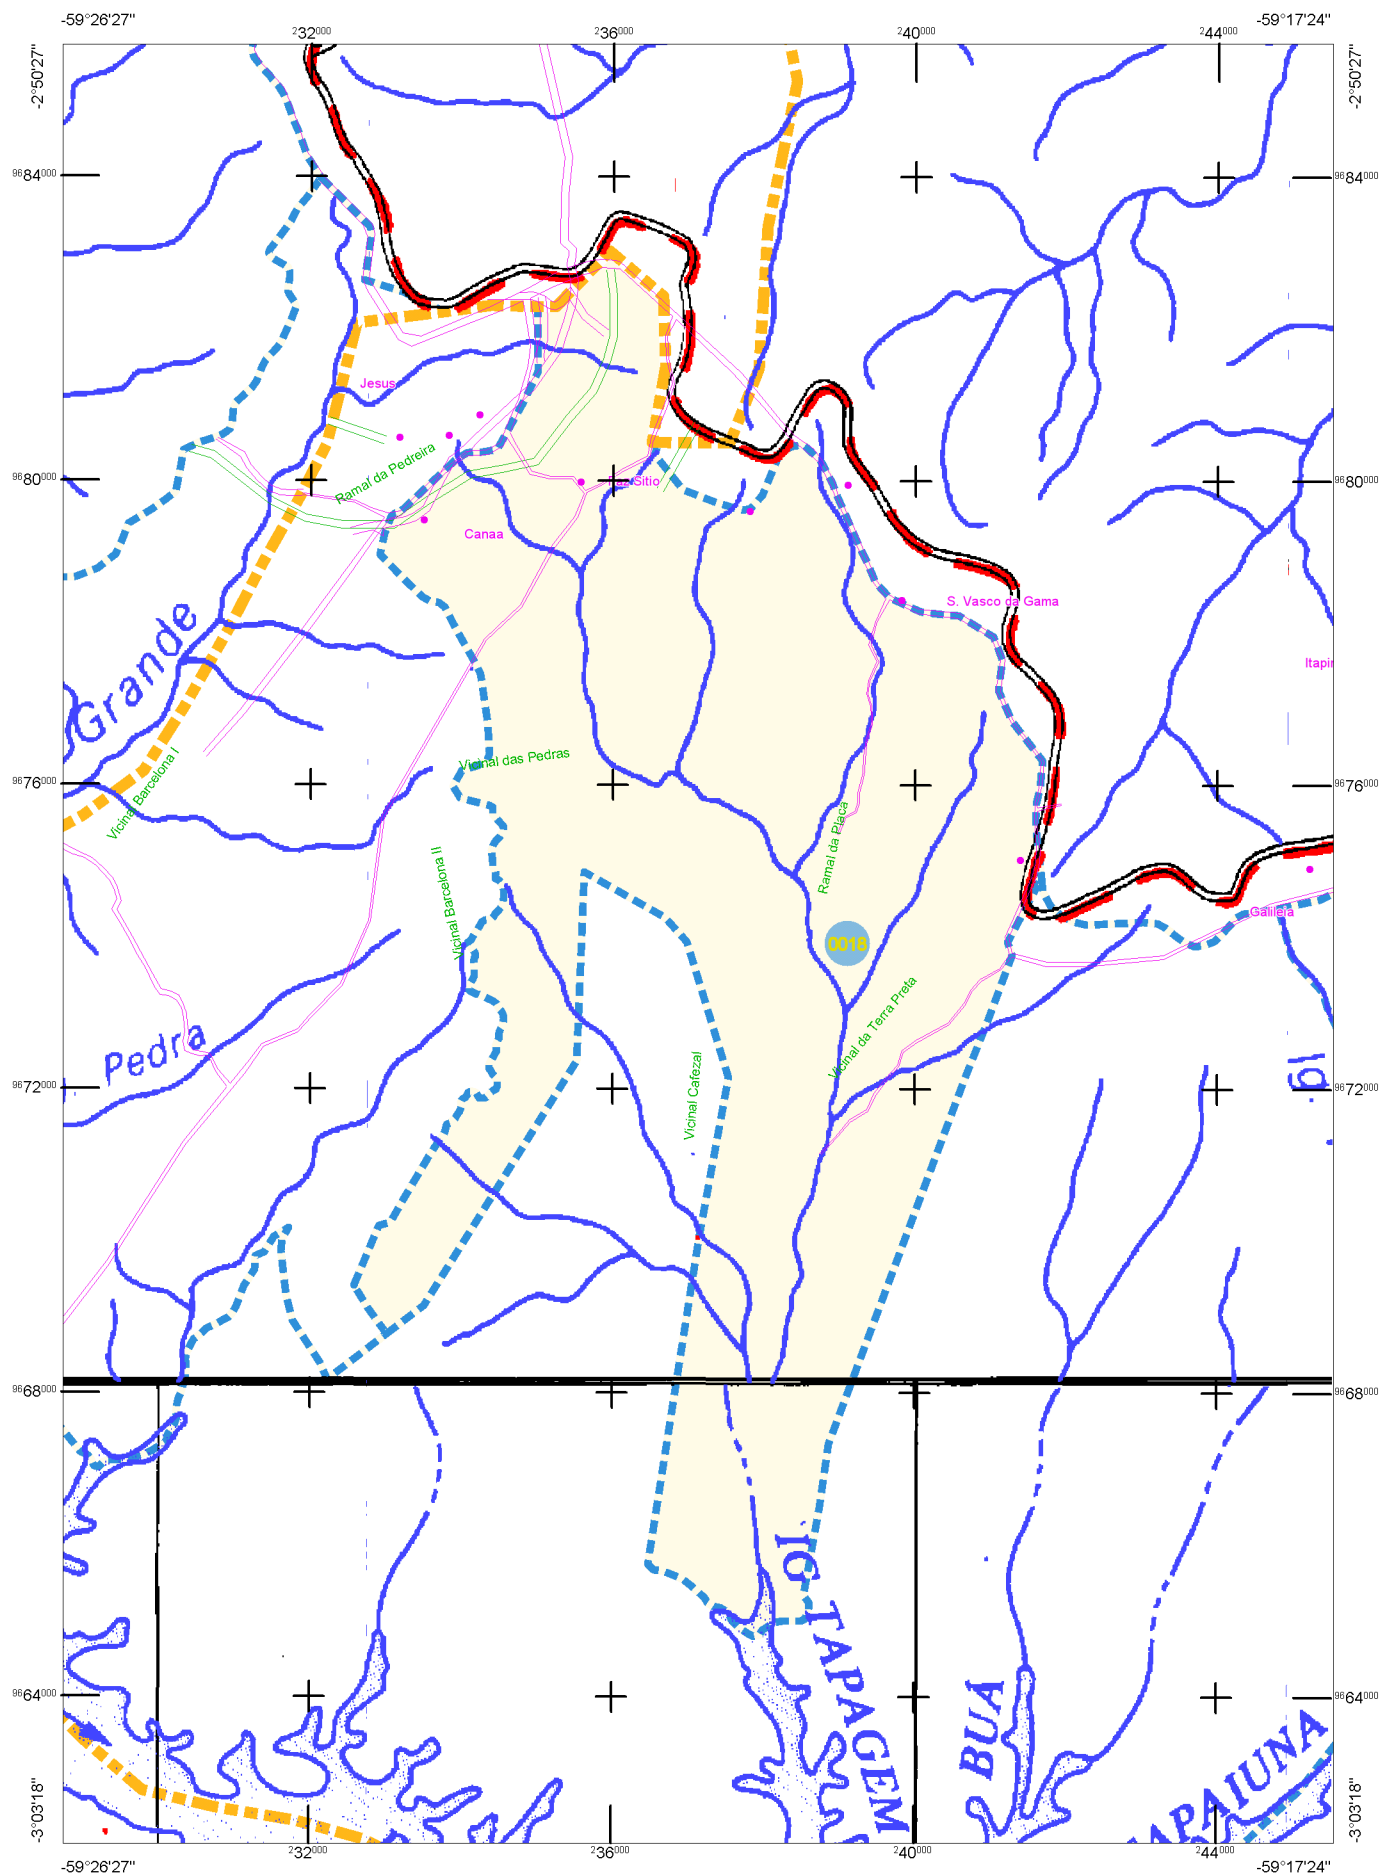 -59°26'27"
-59°17'24"
232000
236000
240000
244000
-2°50'27"
-2°50'27"
9684000
9684000
Jesus
Ramal da Pedreira
9680000
Faz Sitio
9680000
Canaa
S. Vasco da Gama
Grande
Itapir
Vicinal Barcelona I
Vicinal das Pedras
9676000
9676000
Ramal da Placa
Vicinal Barcelona II
Galileia
0018
Vicinal da Terra Preta
Pedra
Vicinal Cafezal
Ig.
9672000
9672000
9668000
9668000
IG TAPAGEM
BUÁ
9664000
9664000
APAIUNA
-3°03'18"
-3°03'18"
232000
236000
240000
244000
-59°26'27"
-59°17'24"